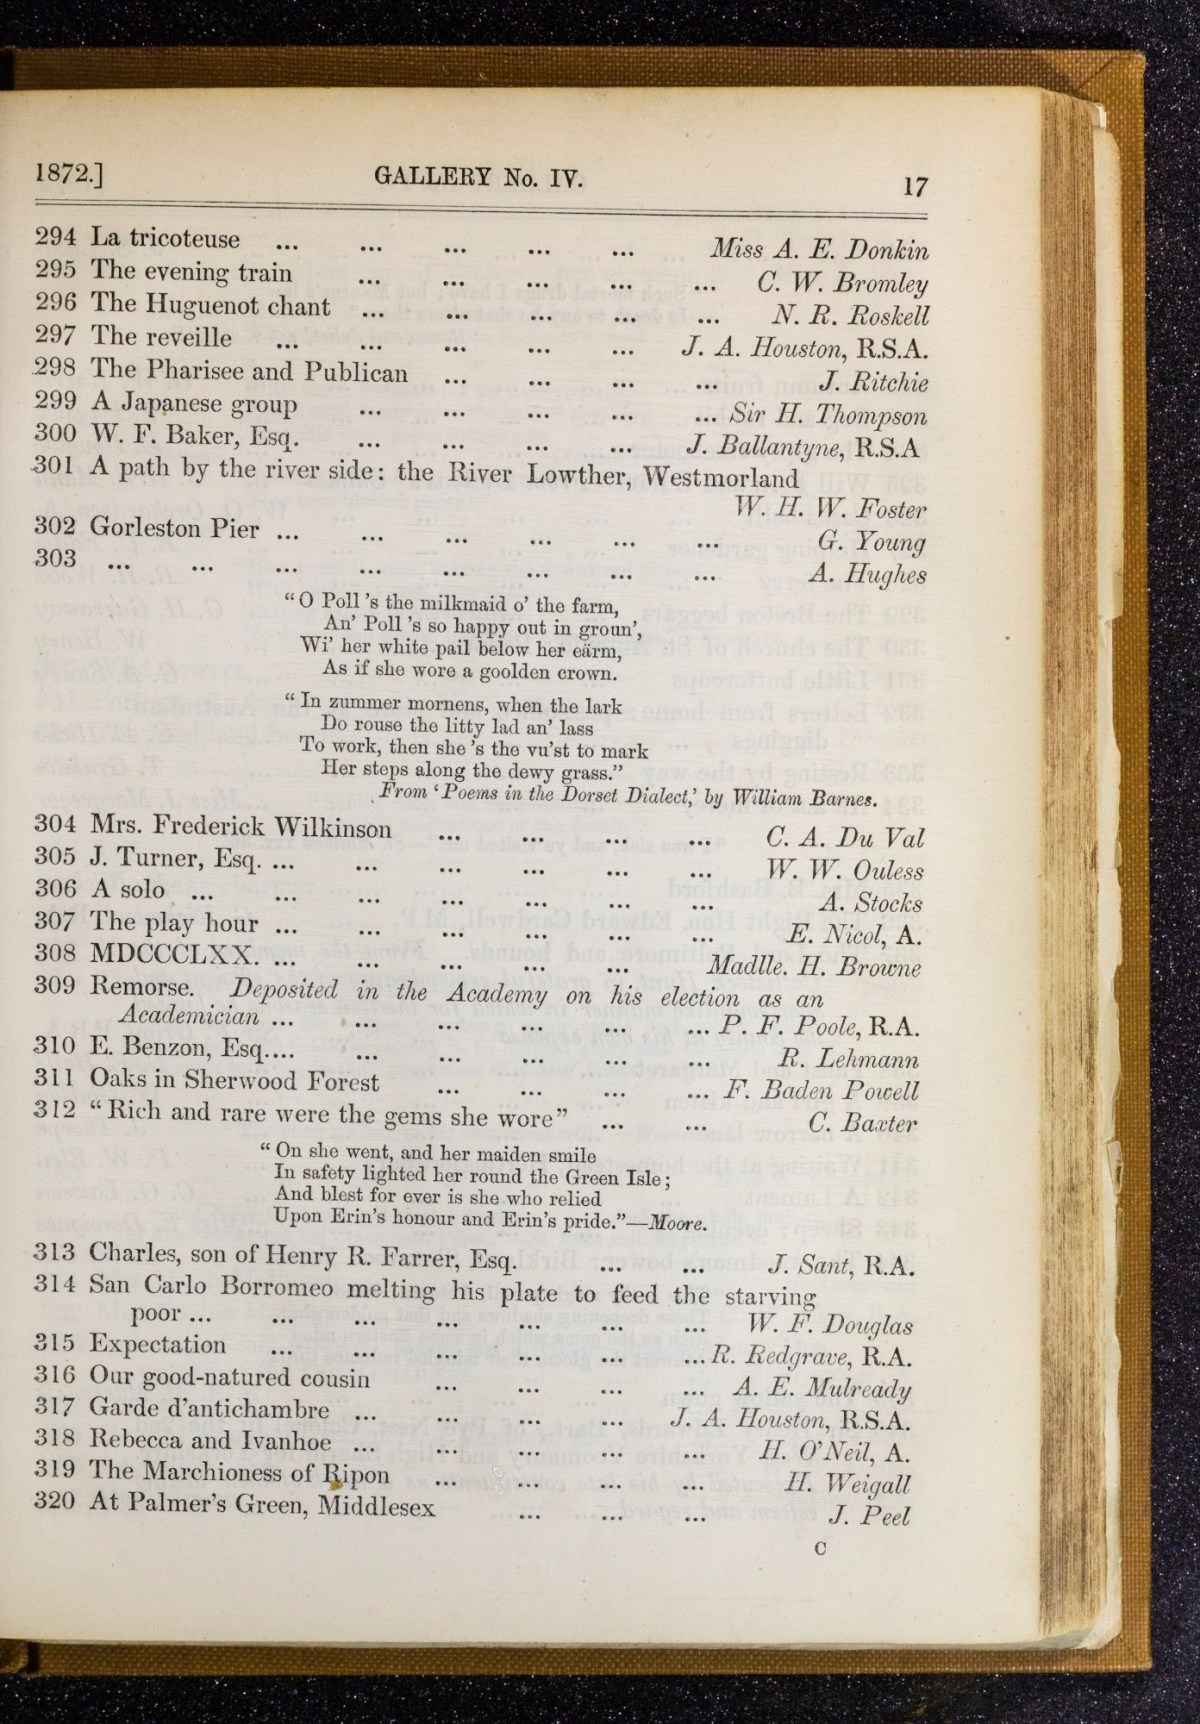 1872.] GALLERY No. IV. 17
294 La tricoteuse ... ... ... ... ... Miss A. E. Donkin
295 The evening train ... ... ... ... ... C. W. Bromley
296 The Huguenot chant ... ... ... ... ... N. R. Roskell
297 The reveille ... ... ... ... ... J. A. Houston, R.S.A.
298 The Pharisee and Publican ... ... ... ... J. Ritchie
299 A Japanese group ... ... ... ... ... Sir H. Thompson
300 W. F. Baker, Esq. ... ... ... ... J. Ballantyne, R.S.A
301 A path by the river side: the River Lowther, Westmorland
W. H. W. Foster
302 Gorleston Pier ... ... ... ... ... ... G. Young
303 ... ... ... ... ... ... ... ... A. Hughes
“O Poll's the milkmaid o' the farm,
An' Poll's so happy out in groun',
Wi' her white pail below her eärm,
As if she wore a goolden crown.
“In zummer mornens, when the lark
Do rouse the litty lad an' lass
To work, then she's the vu'st to mark
Her steps along the dewy grass.”
From ‘Poems in the Dorset Dialect,’ by William Barnes.
304 Mrs. Frederick Wilkinson ... ... ... ... C. A. Du Val
305 J. Turner, Esq. ... ... ... ... ... ... W. W. Ouless
306 A solo ... ... ... ... ... ... ... A. Stocks
307 The play hour ... ... ... ... ... ... E. Nicol, A.
308 MDCCCLXX. ... ... ... ... ... Madlle. H. Browne
309 Remorse. Deposited in the Academy on his election as an
Academician ... ... ... ... ... ... P. F. Poole, R.A.
310 E. Benzon, Esq.... ... ... ... ... ... R. Lehmann
311 Oaks in Sherwood Forest ... ... ... ... F. Baden Powell
312 “Rich and rare were the gems she wore” ... ... C. Baxter
“On she went, and her maiden smile
In safety lighted her round the Green Isle;
And blest for ever is she who relied
Upon Erin's honour and Erin's pride.”—Moore.
313 Charles, son of Henry R. Farrer, Esq. ... ... J. Sant, R.A.
314 San Carlo Borromeo melting his plate to feed the starving
poor ... ... ... ... ... ... ... W. F. Douglas
315 Expectation ... ... ... ... ... ... R. Redgrave, R.A.
316 Our good-natured cousin ... ... ... ... A. E. Mulready
317 Garde d'antichambre ... ... ... ... J. A. Houston, R.S.A.
318 Rebecca and Ivanhoe ... ... ... ... ... H. O'Neil, A.
319 The Marchioness of Ripon ... ... ... ... H. Weigall
320 At Palmer's Green, Middlesex ... ... ... J. Peel
C